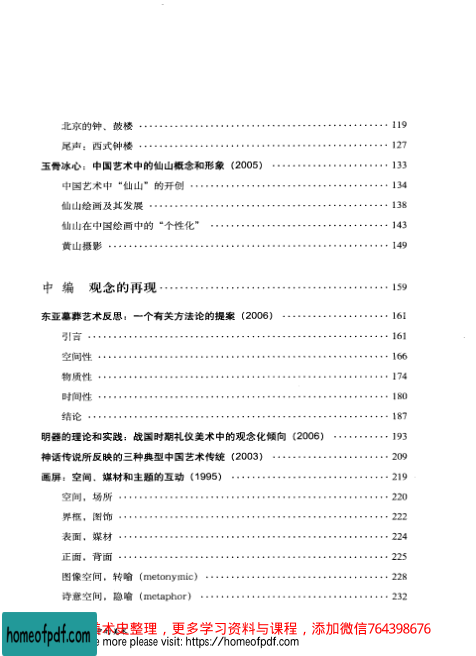 北京的钟、鼓楼 ················ 119
尾声：西式钟楼 ················ 127
玉骨冰心：中国艺术中的仙山概念和形象（2005） ················ 133
中国艺术中“仙山”的开创 ················ 134
仙山绘画及其发展 ················ 138
仙山在中国绘画中的“个性化” ················ 143
黄山摄影 ················ 149
中 编 观念的再现 ················ 159
东亚墓葬艺术反思：一个有关方法论的提案（2006） ················ 161
引言 ················ 161
空间性 ················ 166
物质性 ················ 174
时间性 ················ 180
结论 ················ 187
明器的理论和实践：战国时期礼仪美术中的观念化倾向（2006） ················ 193
神话传说所反映的三种典型中国艺术传统（2003） ················ 209
画屏：空间、媒材和主题的互动（1995） ················ 219
空间，场所 ················ 220
界框，图饰 ················ 222
表面，媒材 ················ 224
正面，背面 ················ 225
图像空间，转喻（metonymic） ················ 228
诗意空间，隐喻（metaphor） ················ 232
美术史整理，更多学习资料与课程，添加微信764398676
homeofpdf.com
more please visit: https://homeofpdf.com